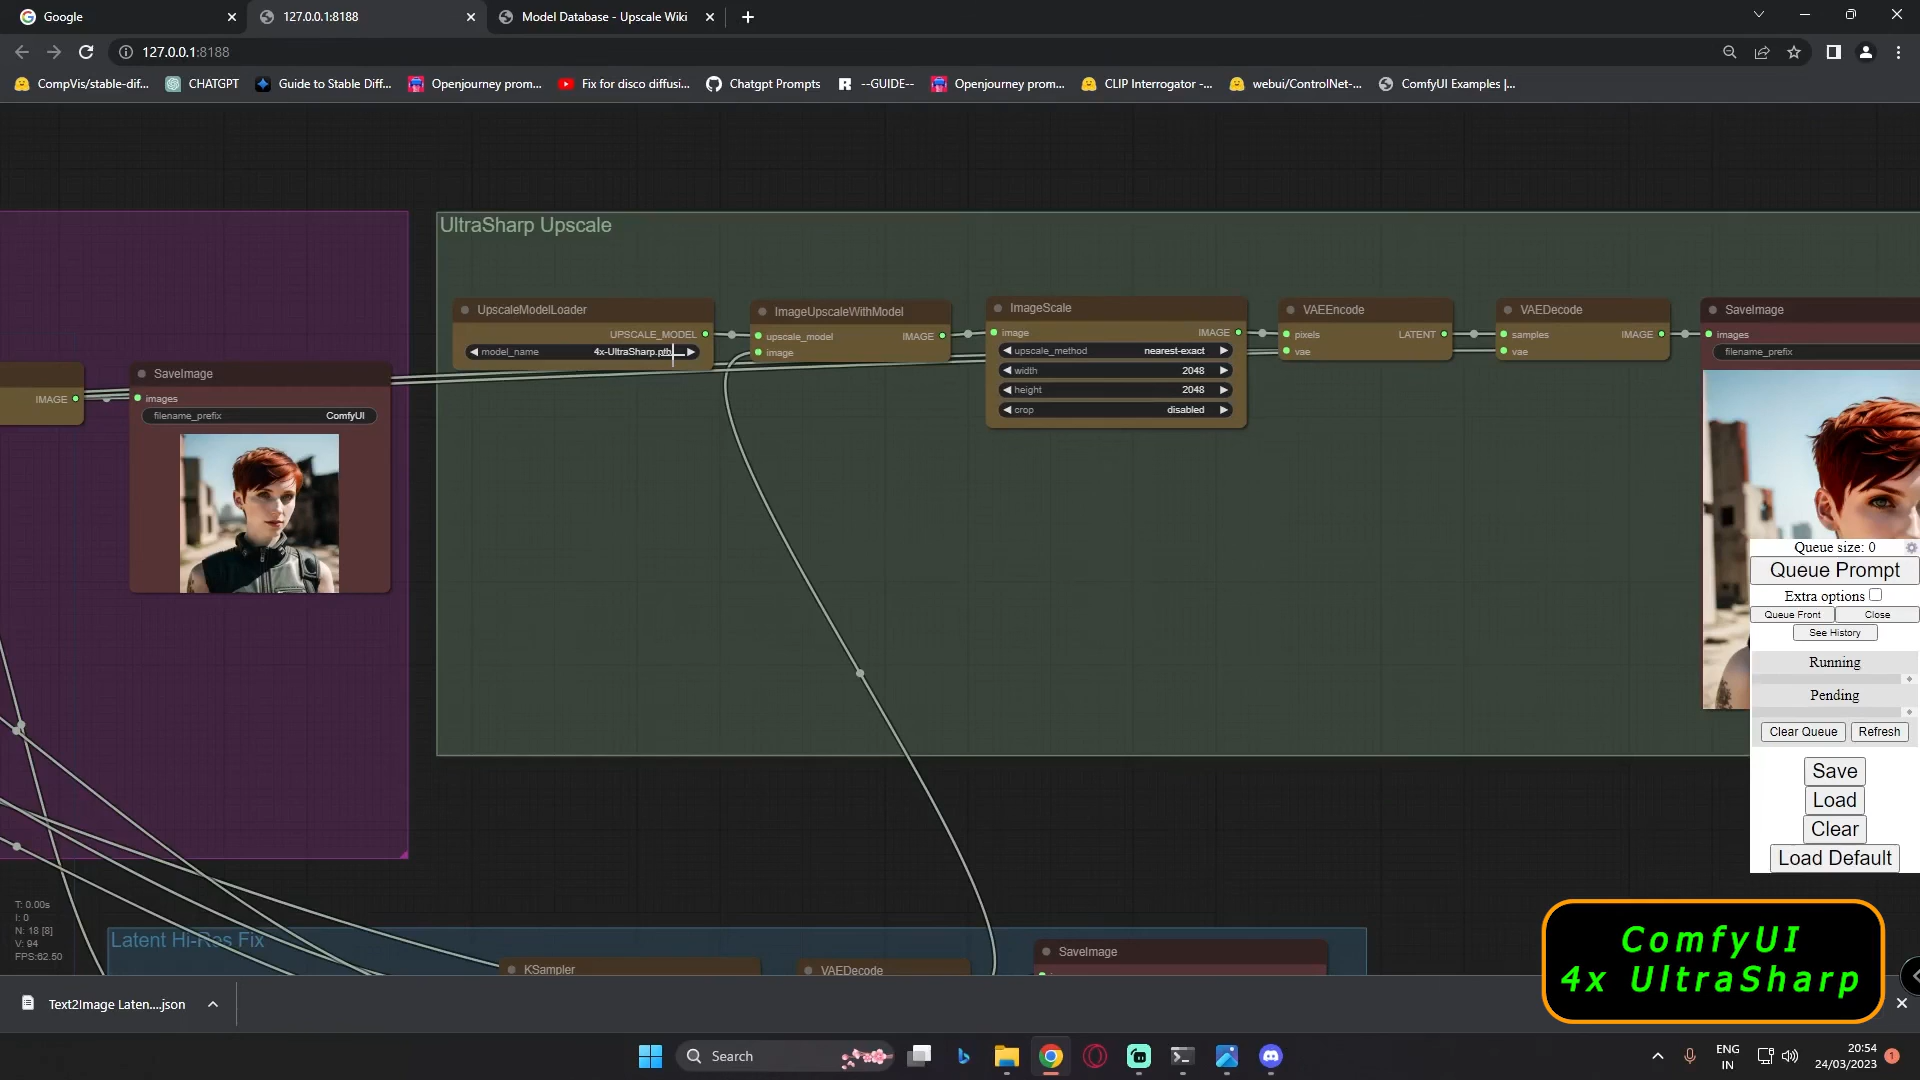 Google
127.0.0.1:8188
Model Database - Upscale Wiki
127.0.0.1:8188
CompVis/stable-dif...
CHATGPT
Guide to Stable Diff...
Openjourney prom...
Fix for disco diffusi...
Chatgpt Prompts
--GUIDE--
Openjourney prom...
CLIP Interrogator -...
webui/ControlNet-...
ComfyUI Examples |...
UltraSharp Upscale
UpscaleModelLoader
UPSCALE_MODEL
model_name 4x-UltraSharp.pth
ImageUpscaleWithModel
upscale_model IMAGE
image
ImageScale
image IMAGE
upscale_method nearest-exact
width 2048
height 2048
crop disabled
VAEEncode
pixels LATENT
vae
VAEDecode
samples IMAGE
vae
SaveImage
images
filename_prefix
IMAGE
SaveImage
images
filename_prefix ComfyUI
Queue size: 0
Queue Prompt
Extra options
Queue Front Close
See History
Running
Pending
Clear Queue Refresh
Save
Load
Clear
Load Default
T: 0.00s
I: 0
N: 18 [8]
V: 94
FPS:62.50
Latent Hi-Res Fix
KSampler
VAEDecode
SaveImage
ComfyUI
4x UltraSharp
Text2Image Laten....json
Search
ENG
IN
20:54
24/03/2023
1